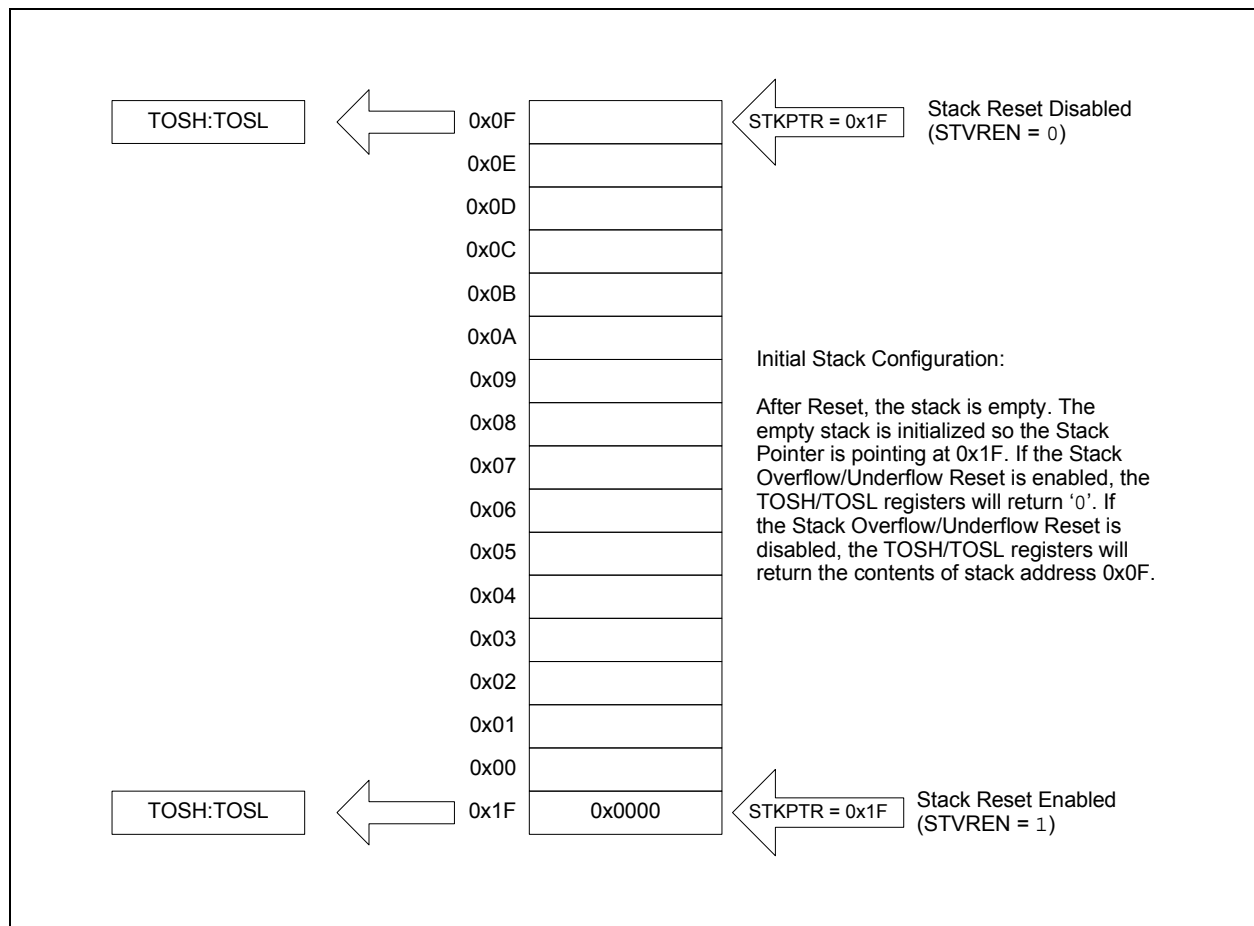 TOSH:TOSL
0x0F
STKPTR = 0x1F
Stack Reset Disabled
(STVREN = 0)
0x0E
0x0D
0x0C
0x0B
0x0A
0x09
0x08
0x07
0x06
0x05
0x04
0x03
0x02
0x01
0x00
Initial Stack Configuration:
After Reset, the stack is empty. The
empty stack is initialized so the Stack
Pointer is pointing at 0x1F. If the Stack
Overflow/Underflow Reset is enabled, the
TOSH/TOSL registers will return ‘0’. If
the Stack Overflow/Underflow Reset is
disabled, the TOSH/TOSL registers will
return the contents of stack address 0x0F.
TOSH:TOSL
0x1F
0x0000
STKPTR = 0x1F
Stack Reset Enabled
(STVREN = 1)